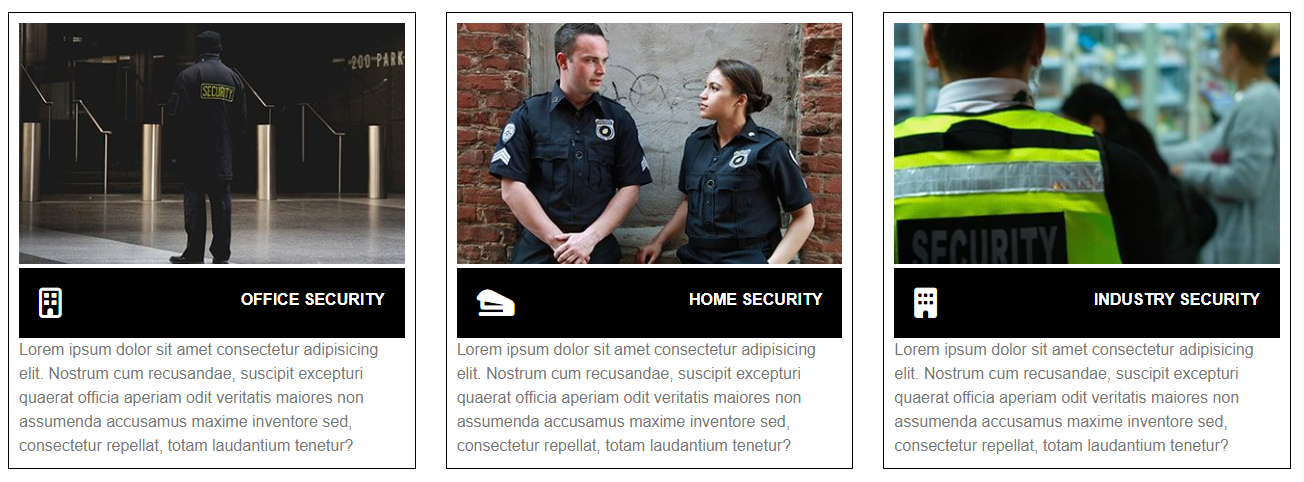 200 PARK
SECURITY
SECURITY
OFFICE SECURITY
HOME SECURITY
INDUSTRY SECURITY
Lorem ipsum dolor sit amet consectetur adipisicing
elit. Nostrum cum recusandae, suscipit excepturi
quaerat officia aperiam odit veritatis maiores non
assumenda accusamus maxime inventore sed,
consectetur repellat, totam laudantium tenetur?
Lorem ipsum dolor sit amet consectetur adipisicing
elit. Nostrum cum recusandae, suscipit excepturi
quaerat officia aperiam odit veritatis maiores non
assumenda accusamus maxime inventore sed,
consectetur repellat, totam laudantium tenetur?
Lorem ipsum dolor sit amet consectetur adipisicing
elit. Nostrum cum recusandae, suscipit excepturi
quaerat officia aperiam odit veritatis maiores non
assumenda accusamus maxime inventore sed,
consectetur repellat, totam laudantium tenetur?